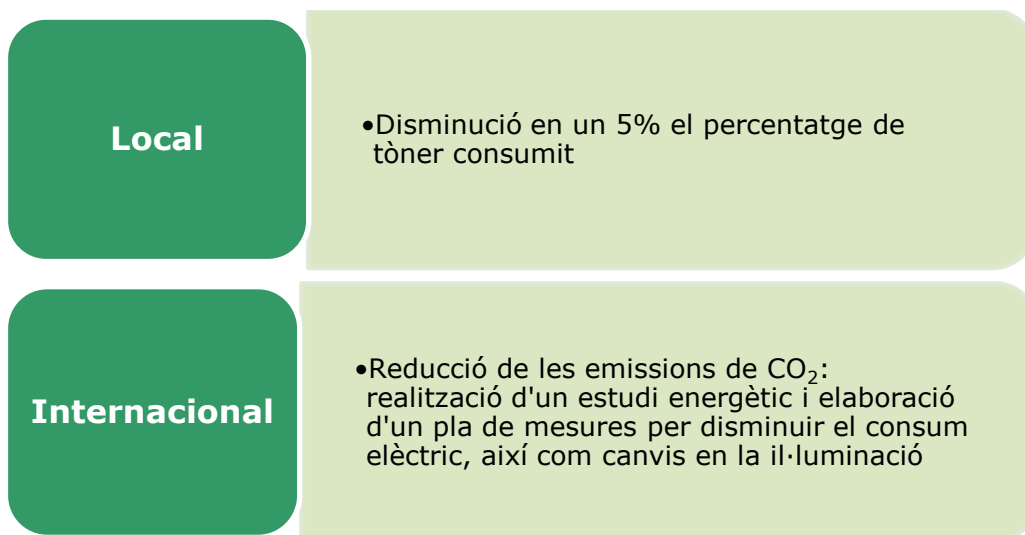 Local
•Disminució en un 5% el percentatge de
tòner consumit
Internacional
•Reducció de les emissions de CO₂:
realització d'un estudi energètic i elaboració
d'un pla de mesures per disminuir el consum
elèctric, així com canvis en la il·luminació